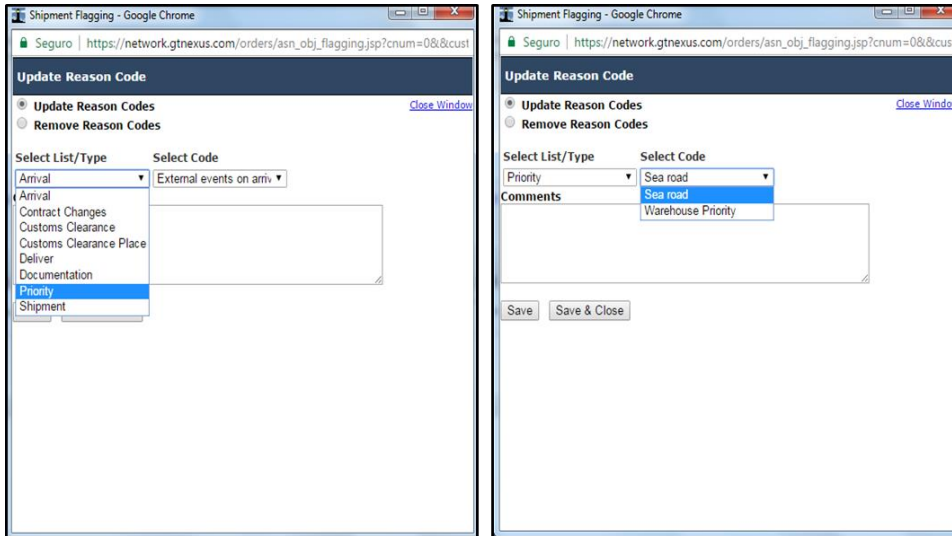 Shipment Flagging - Google Chrome
Seguro | https://network.gtnexus.com/orders/asn_obj_flagging.jsp?cnum=0&&cust
Update Reason Code
Update Reason Codes
Close Window
Remove Reason Codes
Select List/Type Select Code
Arrival External events on arriv
Arrival
Contract Changes
Customs Clearance
Customs Clearance Place
Deliver
Documentation
Priority
Shipment
Shipment Flagging - Google Chrome
Seguro | https://network.gtnexus.com/orders/asn_obj_flagging.jsp?cnum=0&&cus
Update Reason Code
Update Reason Codes
Close Windo
Remove Reason Codes
Select List/Type Select Code
Priority Sea road
Comments Sea road
Warehouse Priority
Save Save & Close